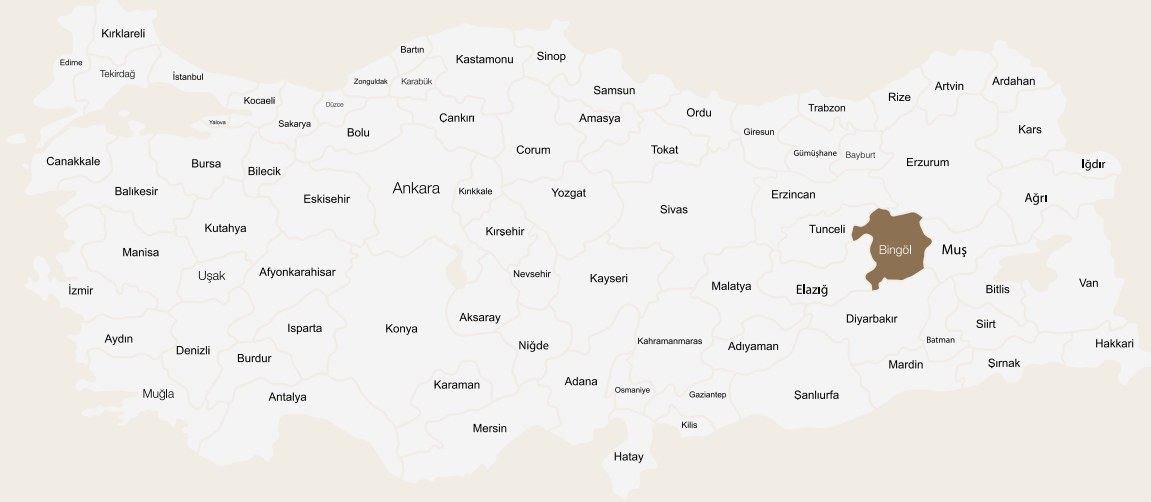 Kırklareli
Edirne
Tekirdağ
İstanbul
Kocaeli
Yalova
Sakarya
Düzce
Zonguldak
Bartın
Karabük
Kastamonu
Sinop
Samsun
Ordu
Giresun
Trabzon
Rize
Artvin
Ardahan
Kars
Iğdır
Ağrı
Erzurum
Bayburt
Gümüşhane
Erzincan
Tunceli
Bingöl
Muş
Bitlis
Van
Hakkari
Şırnak
Siirt
Batman
Mardin
Diyarbakır
Elazığ
Malatya
Adıyaman
Şanlıurfa
Gaziantep
Kilis
Hatay
Osmaniye
Kahramanmaras
Adana
Mersin
Karaman
Niğde
Kayseri
Nevsehir
Aksaray
Kırşehir
Kırıkkale
Yozgat
Sivas
Tokat
Amasya
Corum
Cankırı
Ankara
Bolu
Bilecik
Bursa
Canakkale
Balıkesir
Eskisehir
Kutahya
Manisa
Uşak
Afyonkarahisar
İzmir
Aydın
Denizli
Muğla
Burdur
Isparta
Antalya
Konya